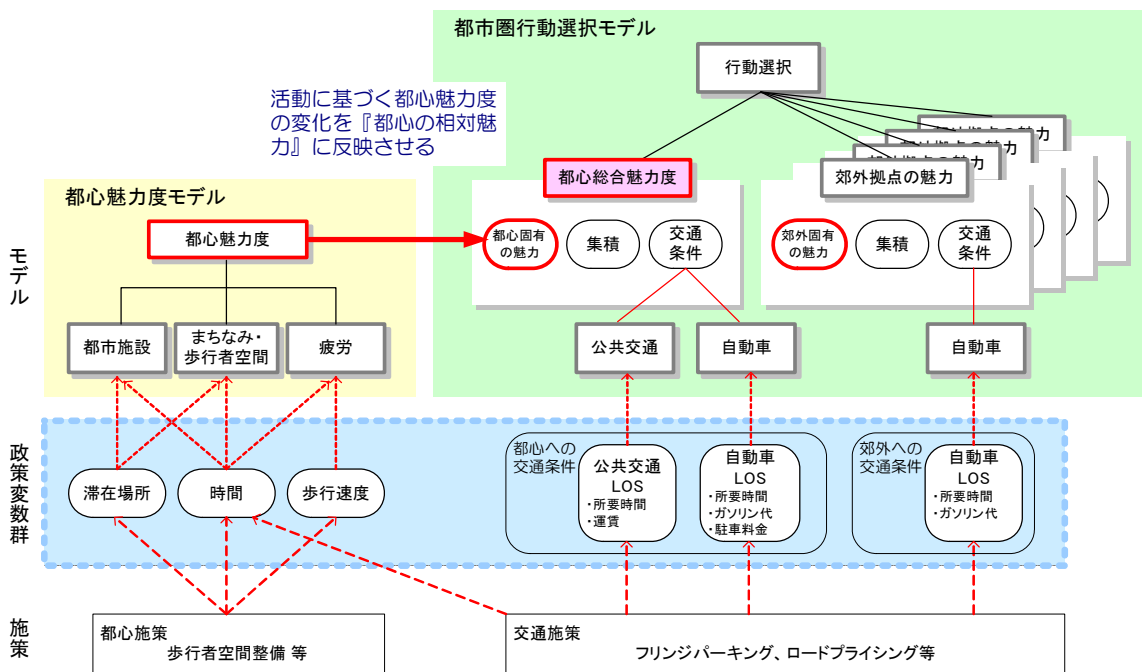 都市圏行動選択モデル
行動選択
活動に基づく都心魅力度
の変化を『都心の相対魅
力』に反映させる
郊外拠点の魅力
都心総合魅力度
都心固有
の魅力
集積
交通
条件
郊外固有
の魅力
集積
交通
条件
公共交通
自動車
自動車
都心魅力度モデル
都心魅力度
都市施設
まちなみ・
歩行者空間
疲労
モデル
政策変数群
滞在場所
時間
歩行速度
都心への
交通条件
公共交通
LOS
・所要時間
・運賃
自動車
LOS
・所要時間
・ガソリン代
・駐車料金
郊外への
交通条件
自動車
LOS
・所要時間
・ガソリン代
施策
都心施策
歩行者空間整備 等
交通施策
フリンジパーキング、ロードプライシング等